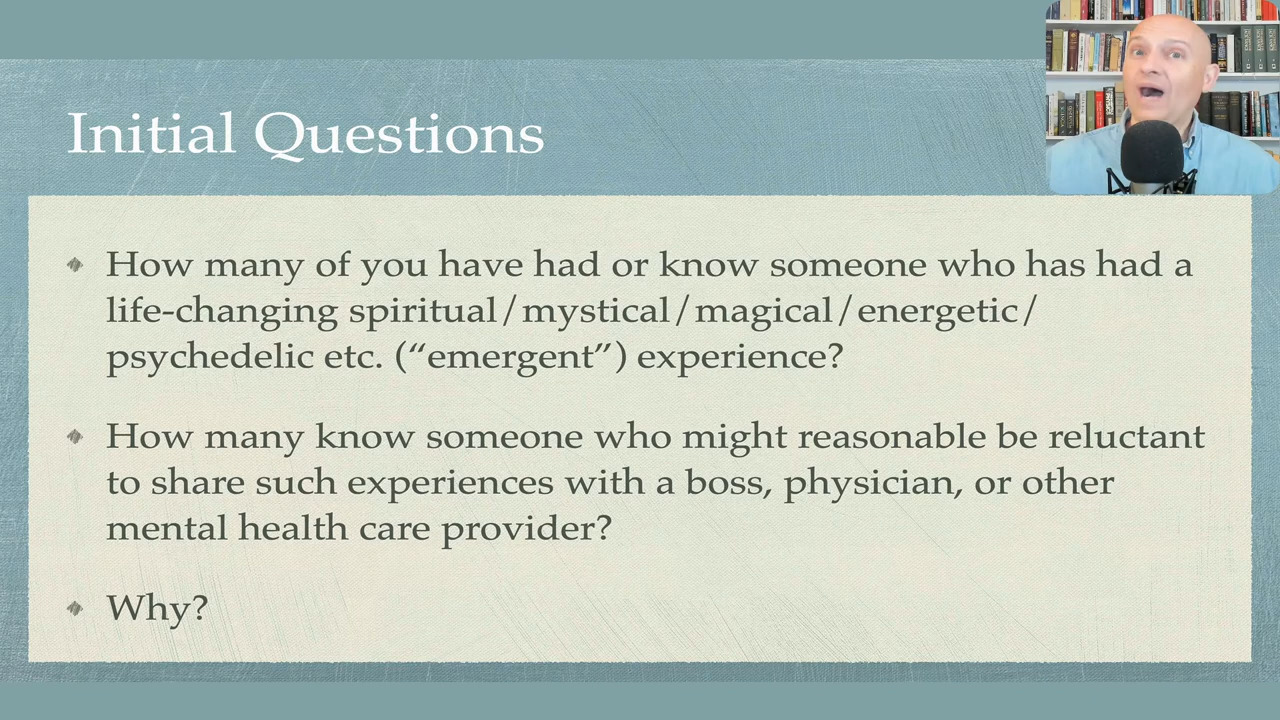 Initial Questions
How many of you have had or know someone who has had a
life-changing spiritual/mystical/magical/energetic/
psychedelic etc. (“emergent”) experience?
How many know someone who might reasonable be reluctant
to share such experiences with a boss, physician, or other
mental health care provider?
Why?